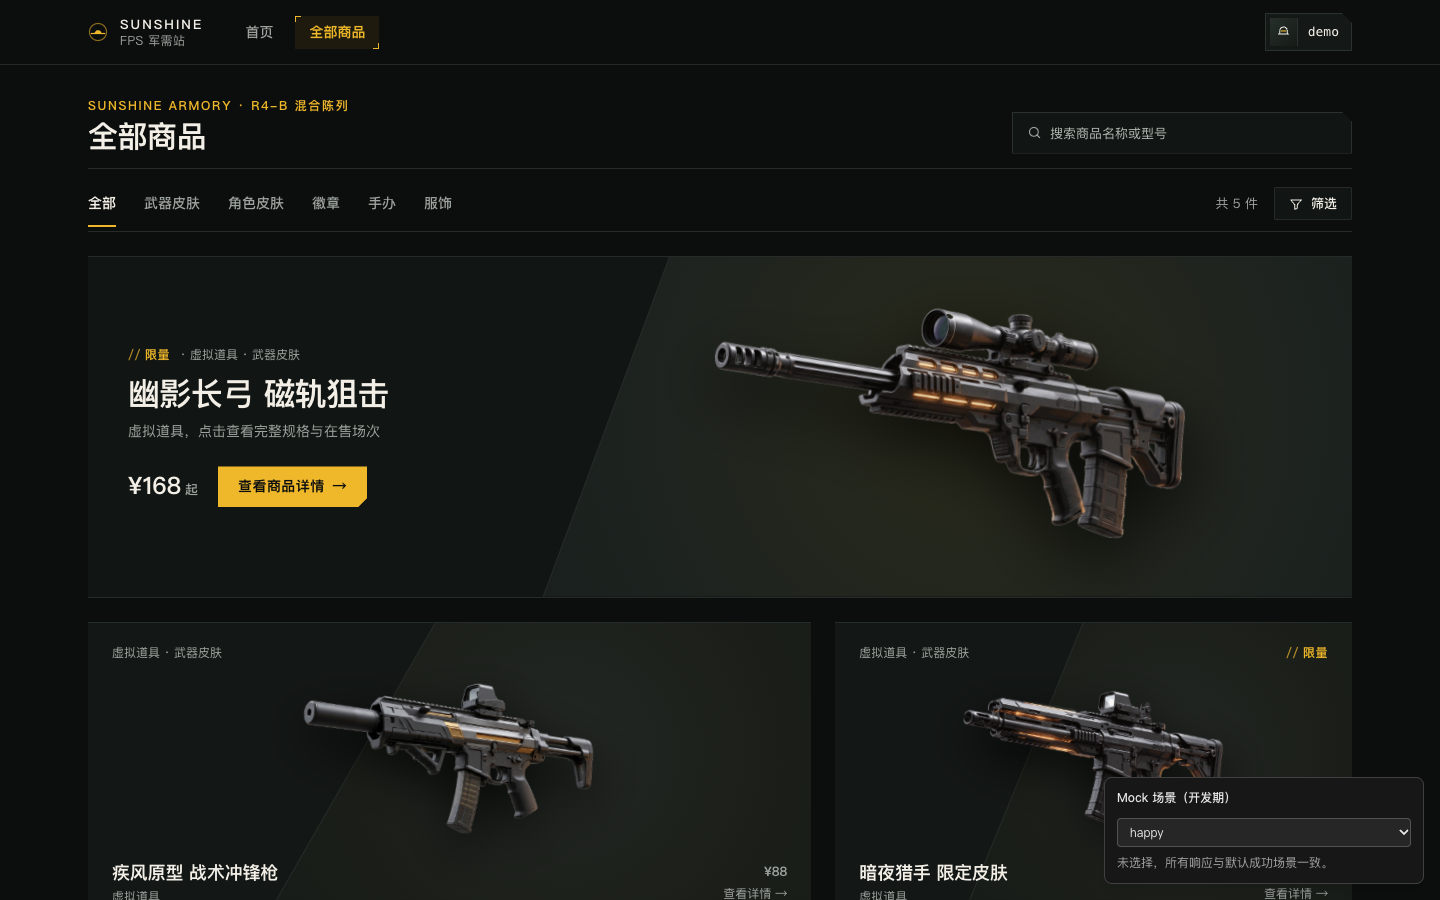 SUNSHINE
FPS 军需站
首页
全部商品
demo
SUNSHINE ARMORY · R4-B 混合陈列
全部商品
搜索商品名称或型号
全部
武器皮肤
角色皮肤
徽章
手办
服饰
共 5 件
筛选
// 限量 · 虚拟道具 · 武器皮肤
幽影长弓 磁轨狙击
虚拟道具，点击查看完整规格与在售场次
¥168 起
查看商品详情 →
虚拟道具 · 武器皮肤
疾风原型 战术冲锋枪
¥88
虚拟道具
查看详情 →
虚拟道具 · 武器皮肤
// 限量
暗夜猎手 限定皮肤
虚拟道具
查看详情 →
Mock 场景（开发期）
happy
未选择，所有响应与默认成功场景一致。